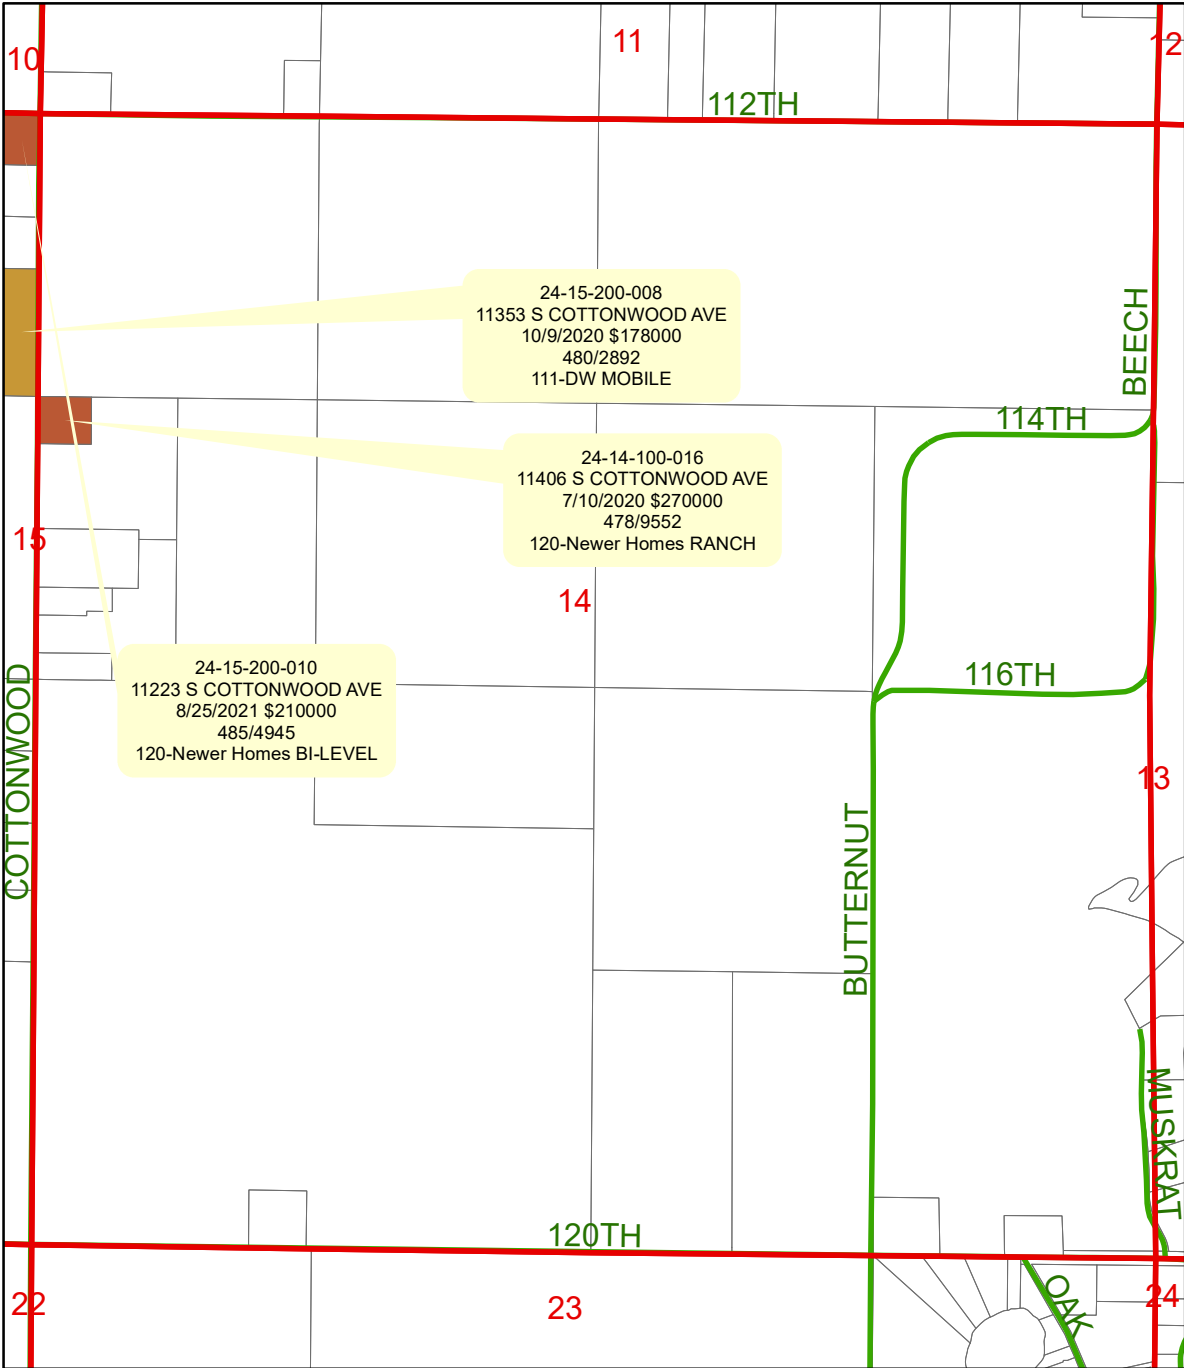 11
12
10
112TH
24-15-200-008
11353 S COTTONWOOD AVE
10/9/2020 $178000
480/2892
111-DW MOBILE
BEECH
114TH
24-14-100-016
11406 S COTTONWOOD AVE
7/10/2020 $270000
478/9552
120-Newer Homes RANCH
15
14
116TH
24-15-200-010
11223 S COTTONWOOD AVE
8/25/2021 $210000
485/4945
120-Newer Homes BI-LEVEL
COTTONWOOD
13
BUTTERNUT
MUSKRAT
120TH
22
23
OAK
24